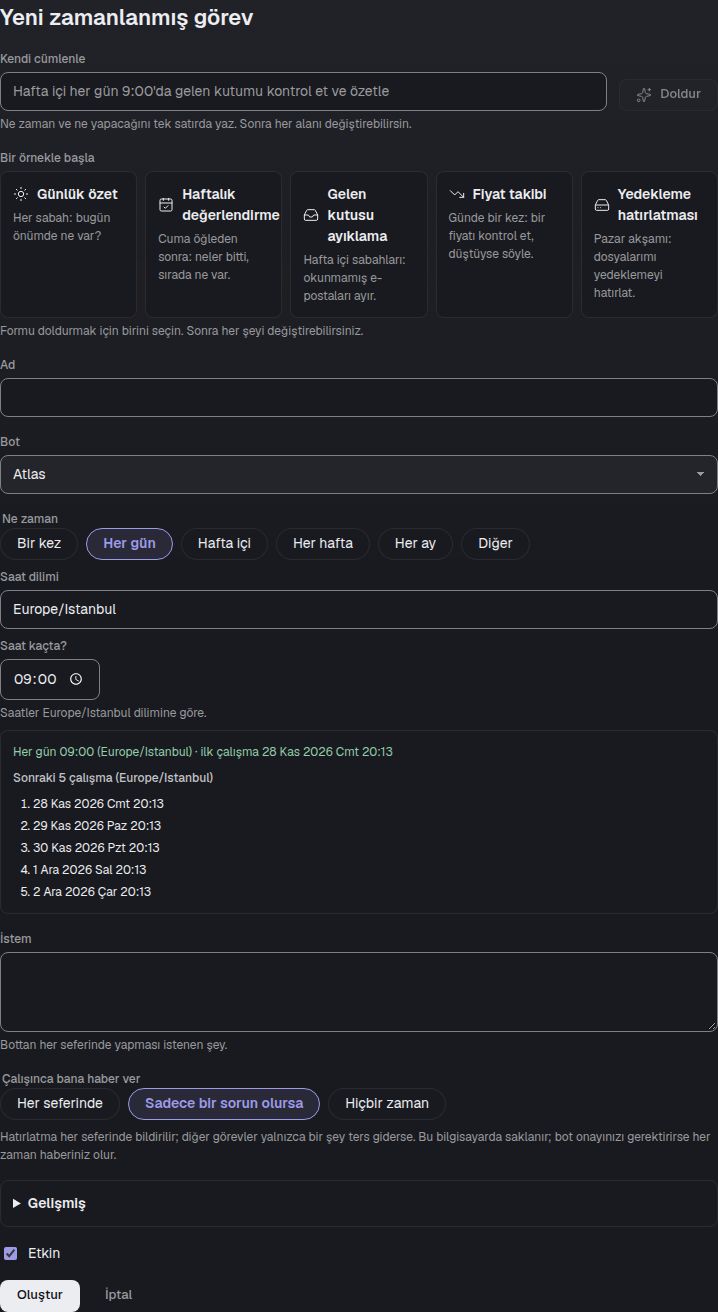 Yeni zamanlanmış görev
Kendi cümlenle
Hafta içi her gün 9:00'da gelen kutumu kontrol et ve özetle
Doldur
Ne zaman ve ne yapacağını tek satırda yaz. Sonra her alanı değiştirebilirsin.
Bir örnekle başla
Günlük özet
Her sabah: bugün
önümde ne var?
Haftalık
değerlendirme
Cuma öğleden
sonra: neler bitti,
sırada ne var.
Gelen
kutusu
ayıklama
Hafta içi sabahları:
okunmamış e-
postaları ayır.
Fiyat takibi
Günde bir kez: bir
fiyatı kontrol et,
düştüyse söyle.
Yedekleme
hatırlatması
Pazar akşamı:
dosyalarımı
yedeklemeyi
hatırlat.
Formu doldurmak için birini seçin. Sonra her şeyi değiştirebilirsiniz.
Ad
Bot
Atlas
Ne zaman
Bir kez
Her gün
Hafta içi
Her hafta
Her ay
Diğer
Saat dilimi
Europe/Istanbul
Saat kaçta?
09:00
Saatler Europe/Istanbul dilimine göre.
Her gün 09:00 (Europe/Istanbul) · ilk çalışma 28 Kas 2026 Cmt 20:13
Sonraki 5 çalışma (Europe/Istanbul)
1. 28 Kas 2026 Cmt 20:13
2. 29 Kas 2026 Paz 20:13
3. 30 Kas 2026 Pzt 20:13
4. 1 Ara 2026 Sal 20:13
5. 2 Ara 2026 Çar 20:13
İstem
Bottan her seferinde yapması istenen şey.
Çalışınca bana haber ver
Her seferinde
Sadece bir sorun olursa
Hiçbir zaman
Hatırlatma her seferinde bildirilir; diğer görevler yalnızca bir şey ters giderse. Bu bilgisayarda saklanır; bot onayınızı gerektirirse her
zaman haberiniz olur.
Gelişmiş
Etkin
Oluştur
İptal